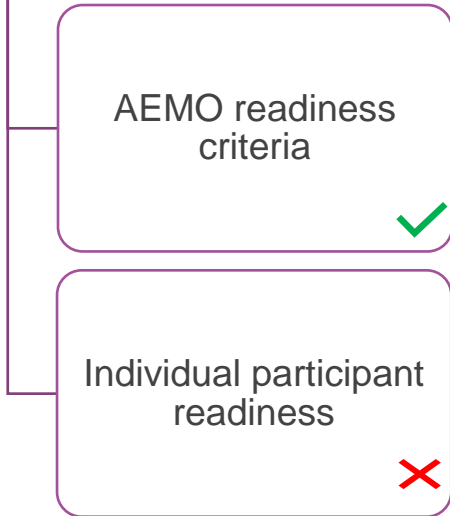 AEMO readiness
criteria
Individual participant
readiness